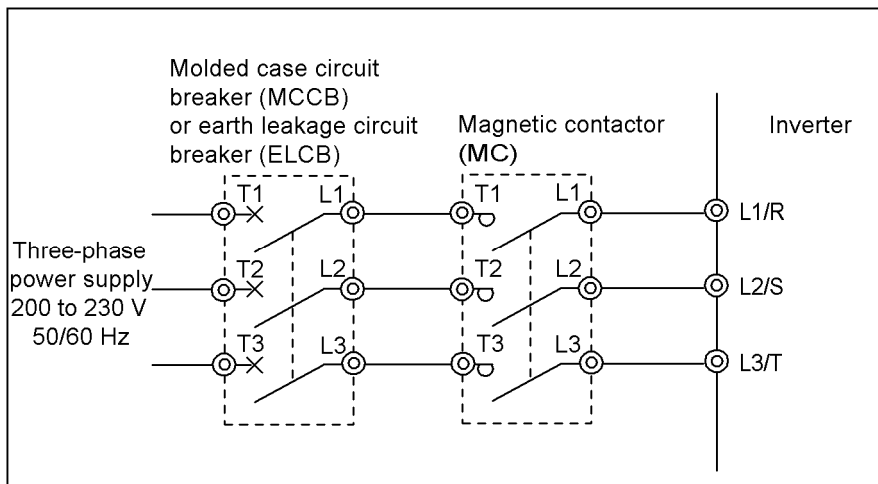 Molded case circuit
breaker (MCCB)
or earth leakage circuit
breaker (ELCB)
Magnetic contactor
(MC)
Inverter
T1
L1
T1
L1
L1/R
Three-phase
power supply
200 to 230 V
50/60 Hz
T2
L2
T2
L2
L2/S
T3
L3
T3
L3
L3/T